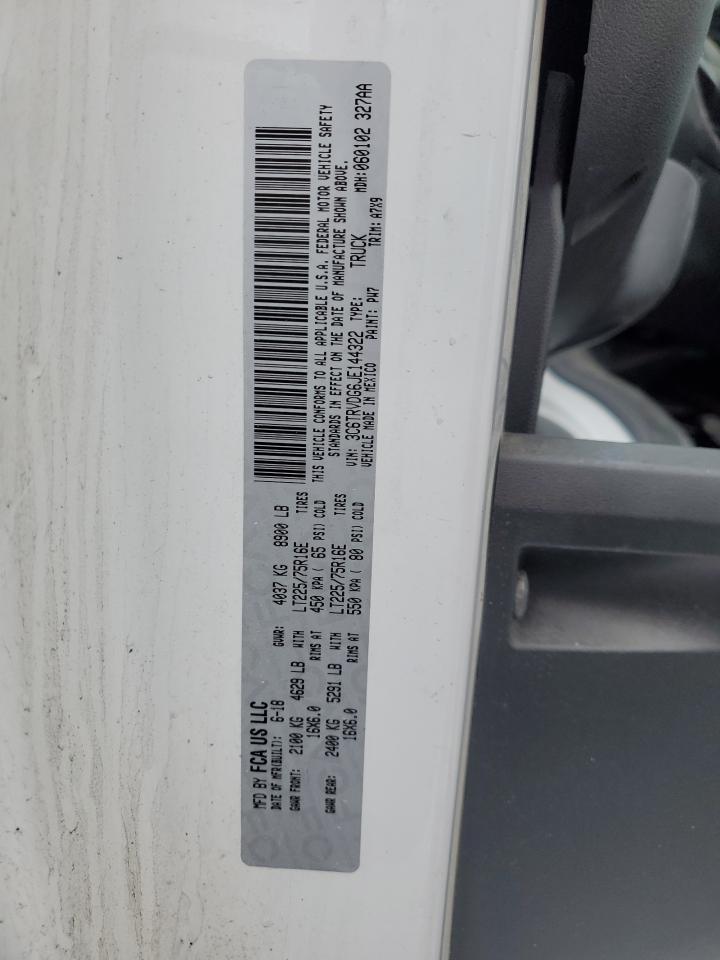 MFD BY FCA US LLC
DATE OF MFR(BUILT): 6-18 GVWR: 4037 KG 8900 LB
GAWR FRONT: 2100 KG 4629 LB WITH LT225/75R16E TIRES
16X6.0 RIMS AT 450 KPA ( 65 PSI) COLD
GAWR REAR: 2400 KG 5291 LB WITH LT225/75R16E TIRES
16X6.0 RIMS AT 550 KPA ( 80 PSI) COLD
THIS VEHICLE CONFORMS TO ALL APPLICABLE U.S.A. FEDERAL MOTOR VEHICLE SAFETY
STANDARDS IN EFFECT ON THE DATE OF MANUFACTURE SHOWN ABOVE.
VIN: 3C6TRVDG6JE144322 TYPE: TRUCK MDH:060102 327AA
VEHICLE MADE IN MEXICO PAINT: PW7 TRIM: A7X9